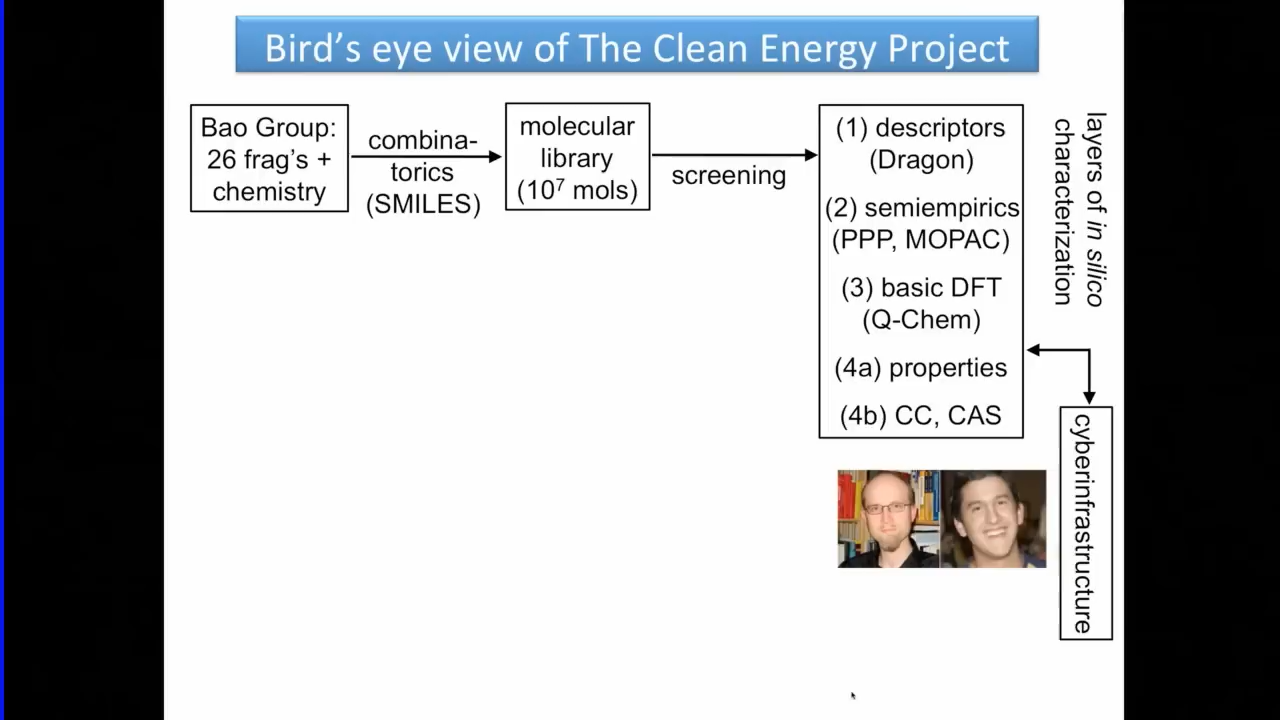 Bird’s eye view of The Clean Energy Project
Bao Group:
26 frag's +
chemistry
combina-
torics
(SMILES)
molecular
library
(10⁷ mols)
screening
(1) descriptors
(Dragon)
(2) semiempirics
(PPP, MOPAC)
(3) basic DFT
(Q-Chem)
(4a) properties
(4b) CC, CAS
layers of in silico
characterization
cyberinfrastructure